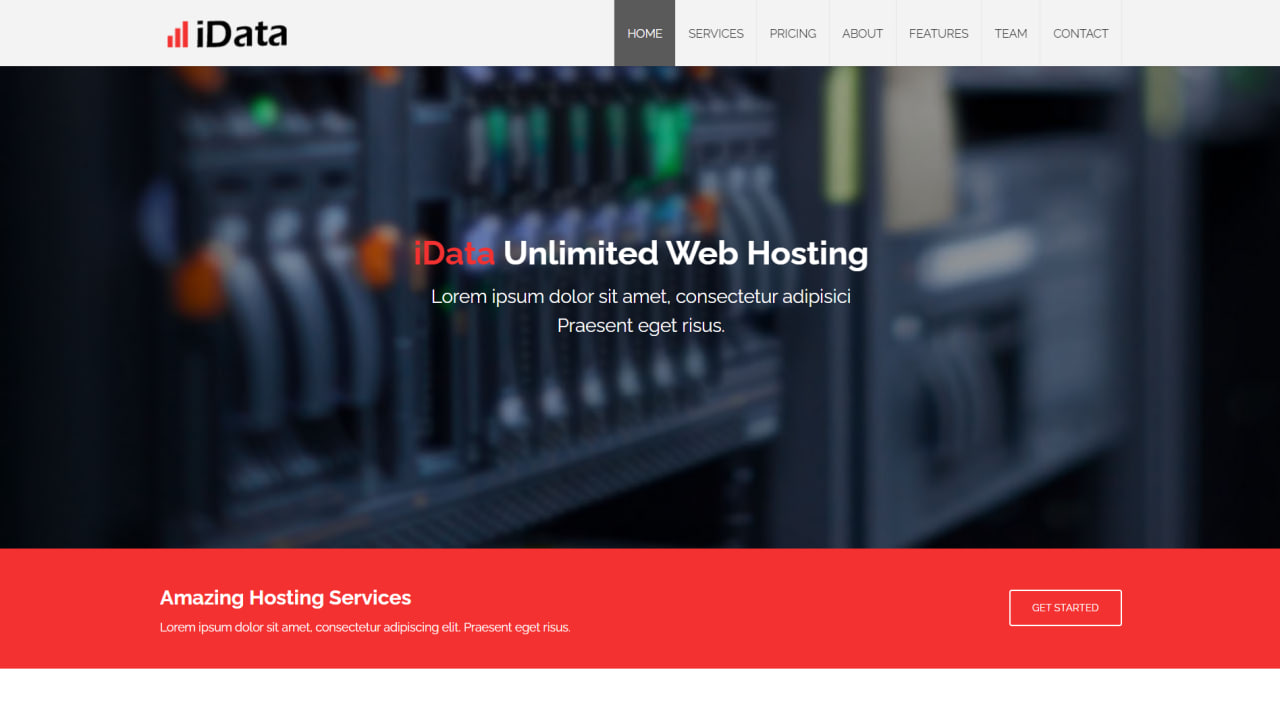 iData
HOME SERVICES PRICING ABOUT FEATURES TEAM CONTACT
iData Unlimited Web Hosting
Lorem ipsum dolor sit amet, consectetur adipisici
Praesent eget risus.
Amazing Hosting Services
Lorem ipsum dolor sit amet, consectetur adipiscing elit. Praesent eget risus.
GET STARTED